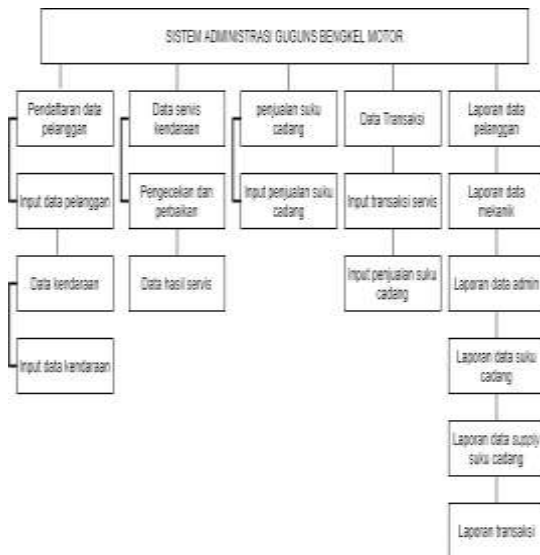 SISTEM ADMINISTRASI GUGUNS BENGKEL MOTOR
Pendaftaran data
pelanggan
Input data pelanggan
Data kendaraan
Input data kendaraan
Data servis
kendaraan
Pengecekan dan
perbaikan
Data hasil servis
penjualan suku
cadang
Input penjualan suku
cadang
Data Transaksi
Input transaksi servis
Input penjualan suku
cadang
Laporan data
pelanggan
Laporan data
mekanik
Laporan data admin
Laporan data suku
cadang
Laporan data supply
suku cadang
Laporan transaksi